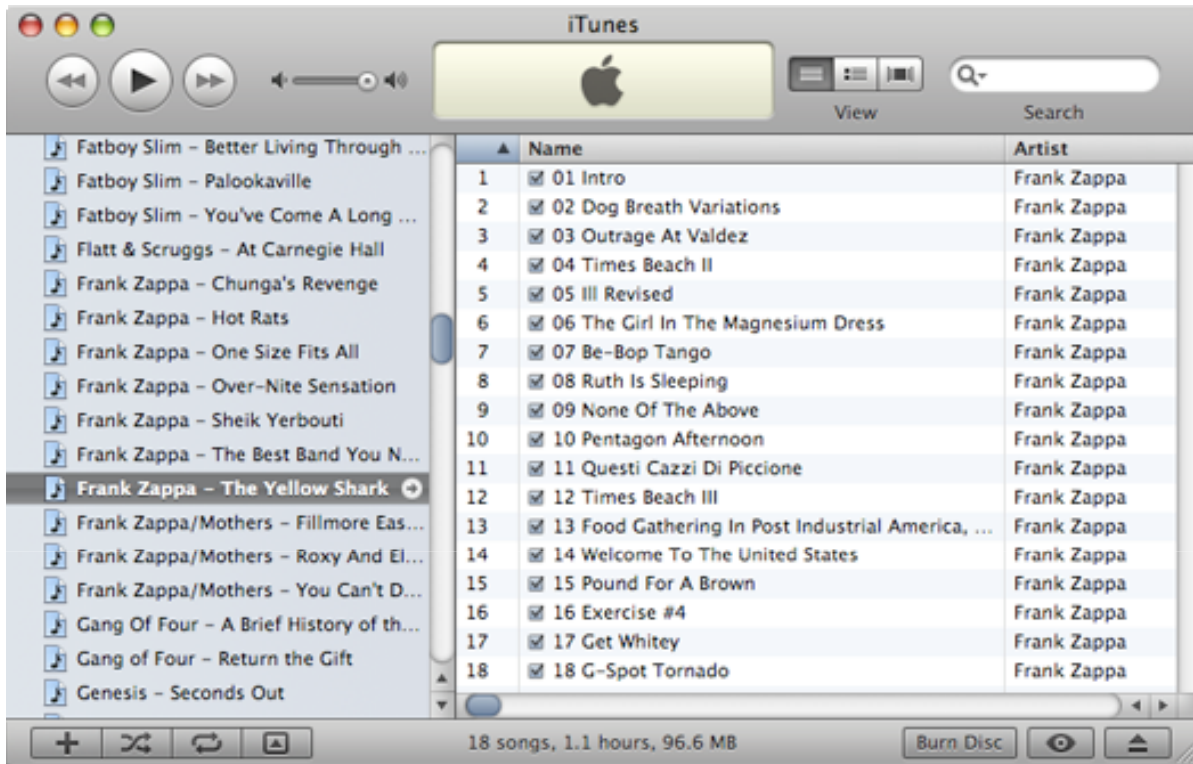 iTunes
View
Search
Fatboy Slim – Better Living Through ...
Fatboy Slim – Palookaville
Fatboy Slim – You've Come A Long ...
Flatt & Scruggs – At Carnegie Hall
Frank Zappa – Chunga's Revenge
Frank Zappa – Hot Rats
Frank Zappa – One Size Fits All
Frank Zappa – Over-Nite Sensation
Frank Zappa – Sheik Yerbouti
Frank Zappa – The Best Band You N...
Frank Zappa – The Yellow Shark
Frank Zappa/Mothers – Fillmore Eas...
Frank Zappa/Mothers – Roxy And El...
Frank Zappa/Mothers – You Can't D...
Gang Of Four – A Brief History of th...
Gang of Four – Return the Gift
Genesis – Seconds Out
Name Artist
1 01 Intro Frank Zappa
2 02 Dog Breath Variations Frank Zappa
3 03 Outrage At Valdez Frank Zappa
4 04 Times Beach II Frank Zappa
5 05 Ill Revised Frank Zappa
6 06 The Girl In The Magnesium Dress Frank Zappa
7 07 Be-Bop Tango Frank Zappa
8 08 Ruth Is Sleeping Frank Zappa
9 09 None Of The Above Frank Zappa
10 10 Pentagon Afternoon Frank Zappa
11 11 Questi Cazzi Di Piccione Frank Zappa
12 12 Times Beach III Frank Zappa
13 13 Food Gathering In Post Industrial America, ... Frank Zappa
14 14 Welcome To The United States Frank Zappa
15 15 Pound For A Brown Frank Zappa
16 16 Exercise #4 Frank Zappa
17 17 Get Whitey Frank Zappa
18 18 G-Spot Tornado Frank Zappa
18 songs, 1.1 hours, 96.6 MB
Burn Disc